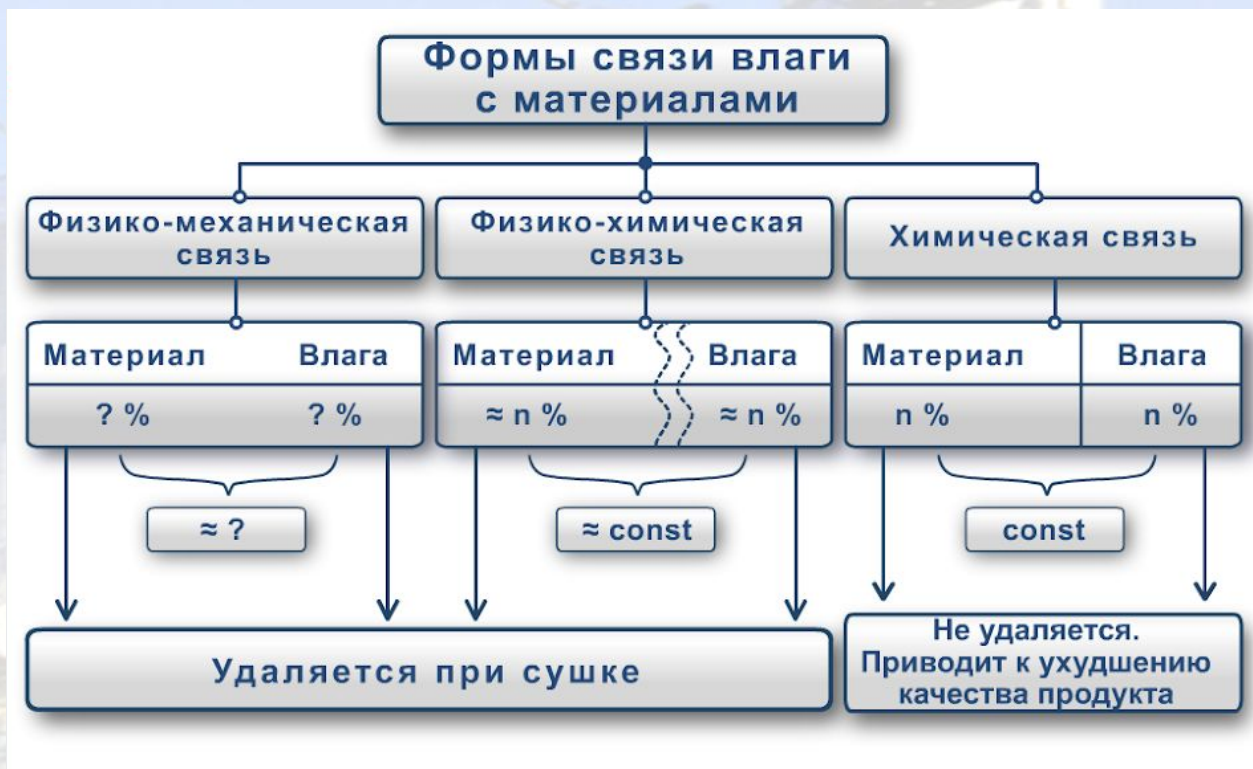 Формы связи влаги
с материалами
Физико-механическая
связь
Физико-химическая
связь
Химическая связь
Материал Влага
? % ? %
≈ ?
Материал Влага
≈ n % ≈ n %
≈ const
Материал Влага
n % n %
const
Удаляется при сушке
Не удаляется.
Приводит к ухудшению
качества продукта